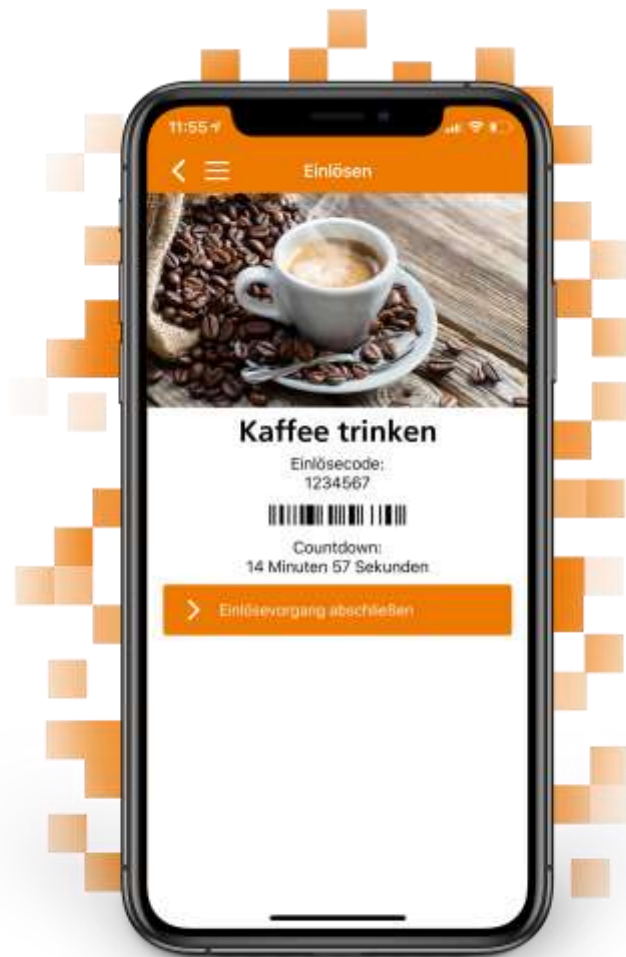 11:55
Einlösen
Kaffee trinken
Einlösecode:
1234567
Countdown:
14 Minuten 57 Sekunden
Einlösevorgang abschließen